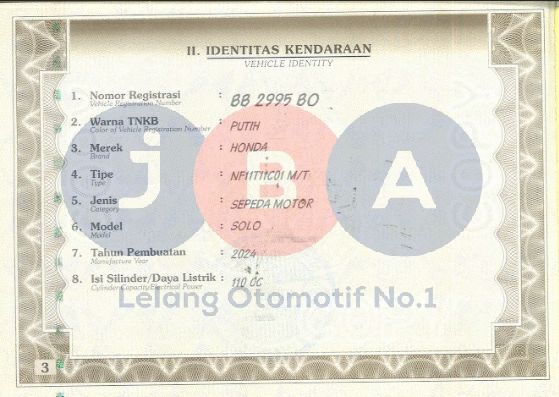 II. IDENTITAS KENDARAAN
VEHICLE IDENTITY
1. Nomor Registrasi : BB 2995 BO
Vehicle Registration Number
2. Warna TNKB : PUTIH
Color of Vehicle Registration Number
3. Merek : HONDA
Brand
4. Tipe : NF11T11C01 M/T
Type
5. Jenis : SEPEDA MOTOR
Category
6. Model : SOLO
Model
7. Tahun Pembuatan : 2024
Manufacture Year
8. Isi Silinder/Daya Listrik : 110 CC
Cylinder Capacity/Electrical Power
JBA
Lelang Otomotif No.1
3